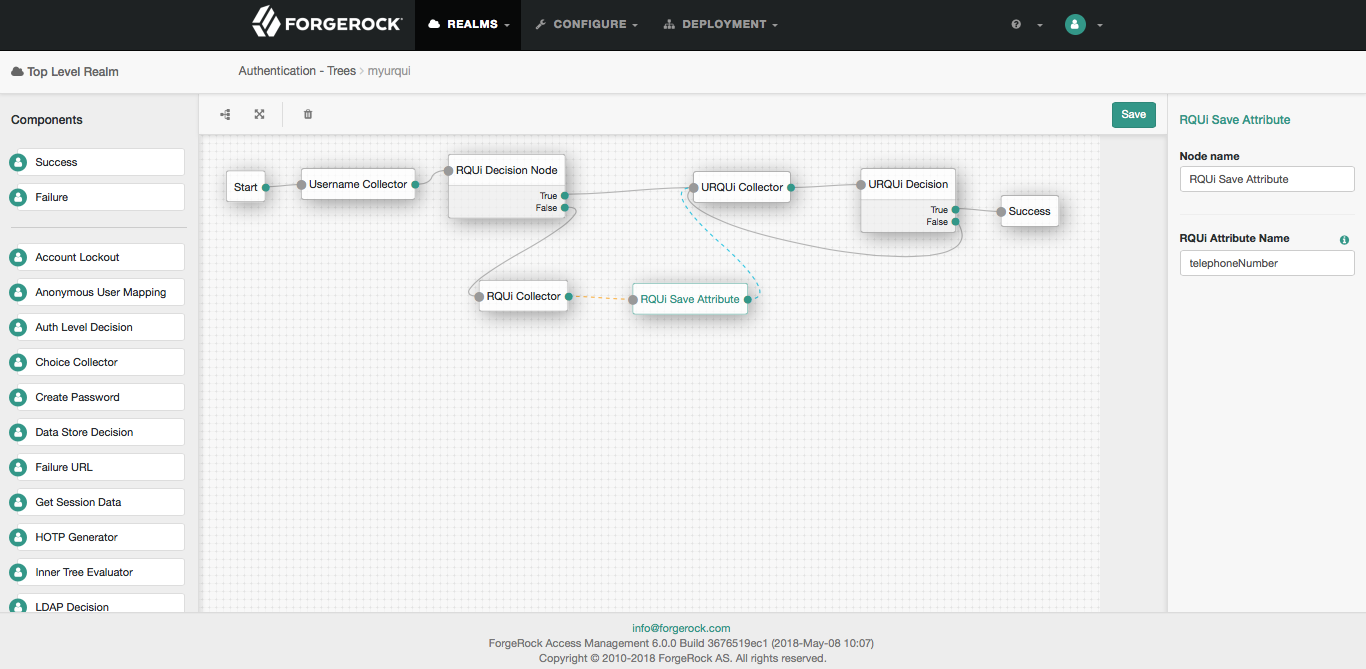 FORGEROCK
REALMS
CONFIGURE
DEPLOYMENT
Top Level Realm
Authentication - Trees > myurqui
Components
Success
Failure
Account Lockout
Anonymous User Mapping
Auth Level Decision
Choice Collector
Create Password
Data Store Decision
Failure URL
Get Session Data
HOTP Generator
Inner Tree Evaluator
LDAP Decision
Save
Start
Username Collector
RQUi Decision Node
True
False
URQUi Collector
URQUi Decision
True
False
Success
RQUi Collector
RQUi Save Attribute
RQUi Save Attribute
Node name
RQUi Save Attribute
RQUi Attribute Name
telephoneNumber
info@forgerock.com
ForgeRock Access Management 6.0.0 Build 3676519ec1 (2018-May-08 10:07)
Copyright © 2010-2018 ForgeRock AS. All rights reserved.